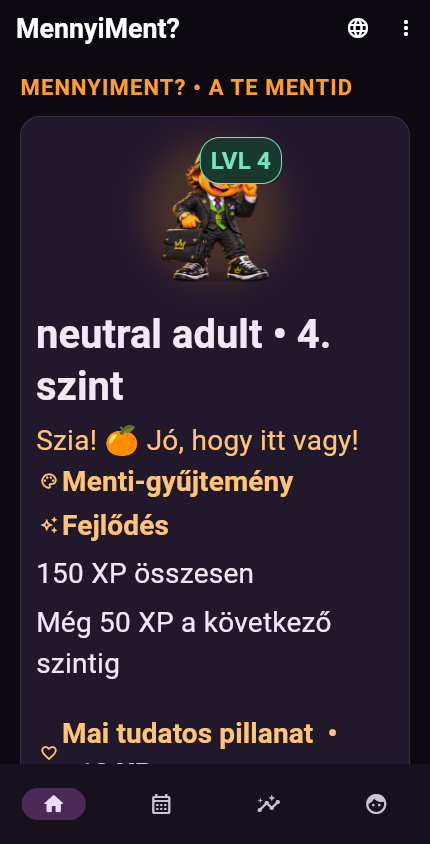 MennyiMent?
MENNYIMENT? • A TE MENTID
LVL 4
neutral adult • 4.
szint
Szia! 🍊 Jó, hogy itt vagy!
Menti-gyűjtemény
Fejlődés
150 XP összesen
Még 50 XP a következő
szintig
Mai tudatos pillanat •